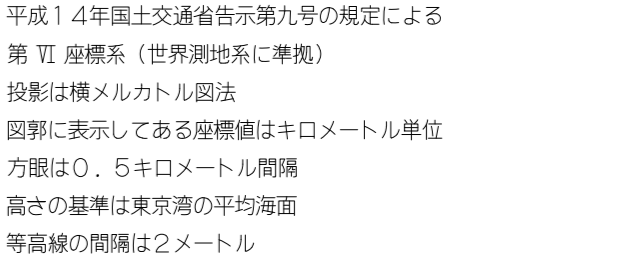 平成１４年国土交通省告示第九号の規定による
第 Ⅵ 座標系（世界測地系に準拠）
投影は横メルカトル図法
図郭に表示してある座標値はキロメートル単位
方眼は０．５キロメートル間隔
高さの基準は東京湾の平均海面
等高線の間隔は２メートル